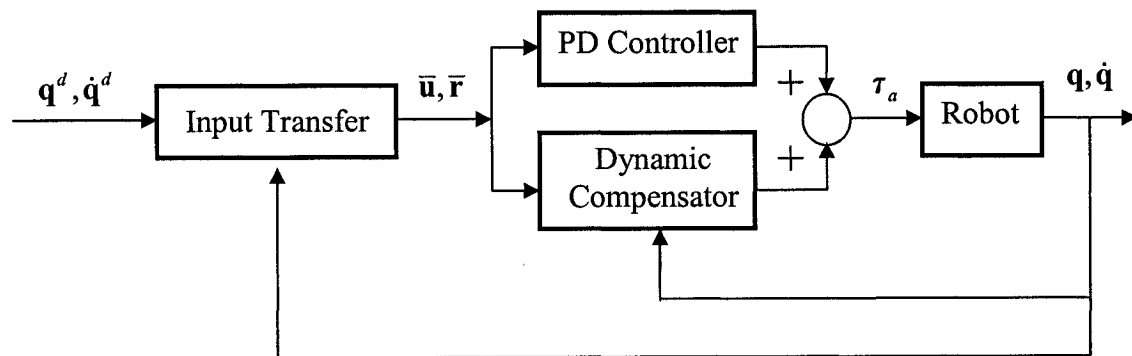 q^d, q̇^d
Input Transfer
ū, r̄
PD Controller
Dynamic
Compensator
+
+
τ_a
Robot
q, q̇